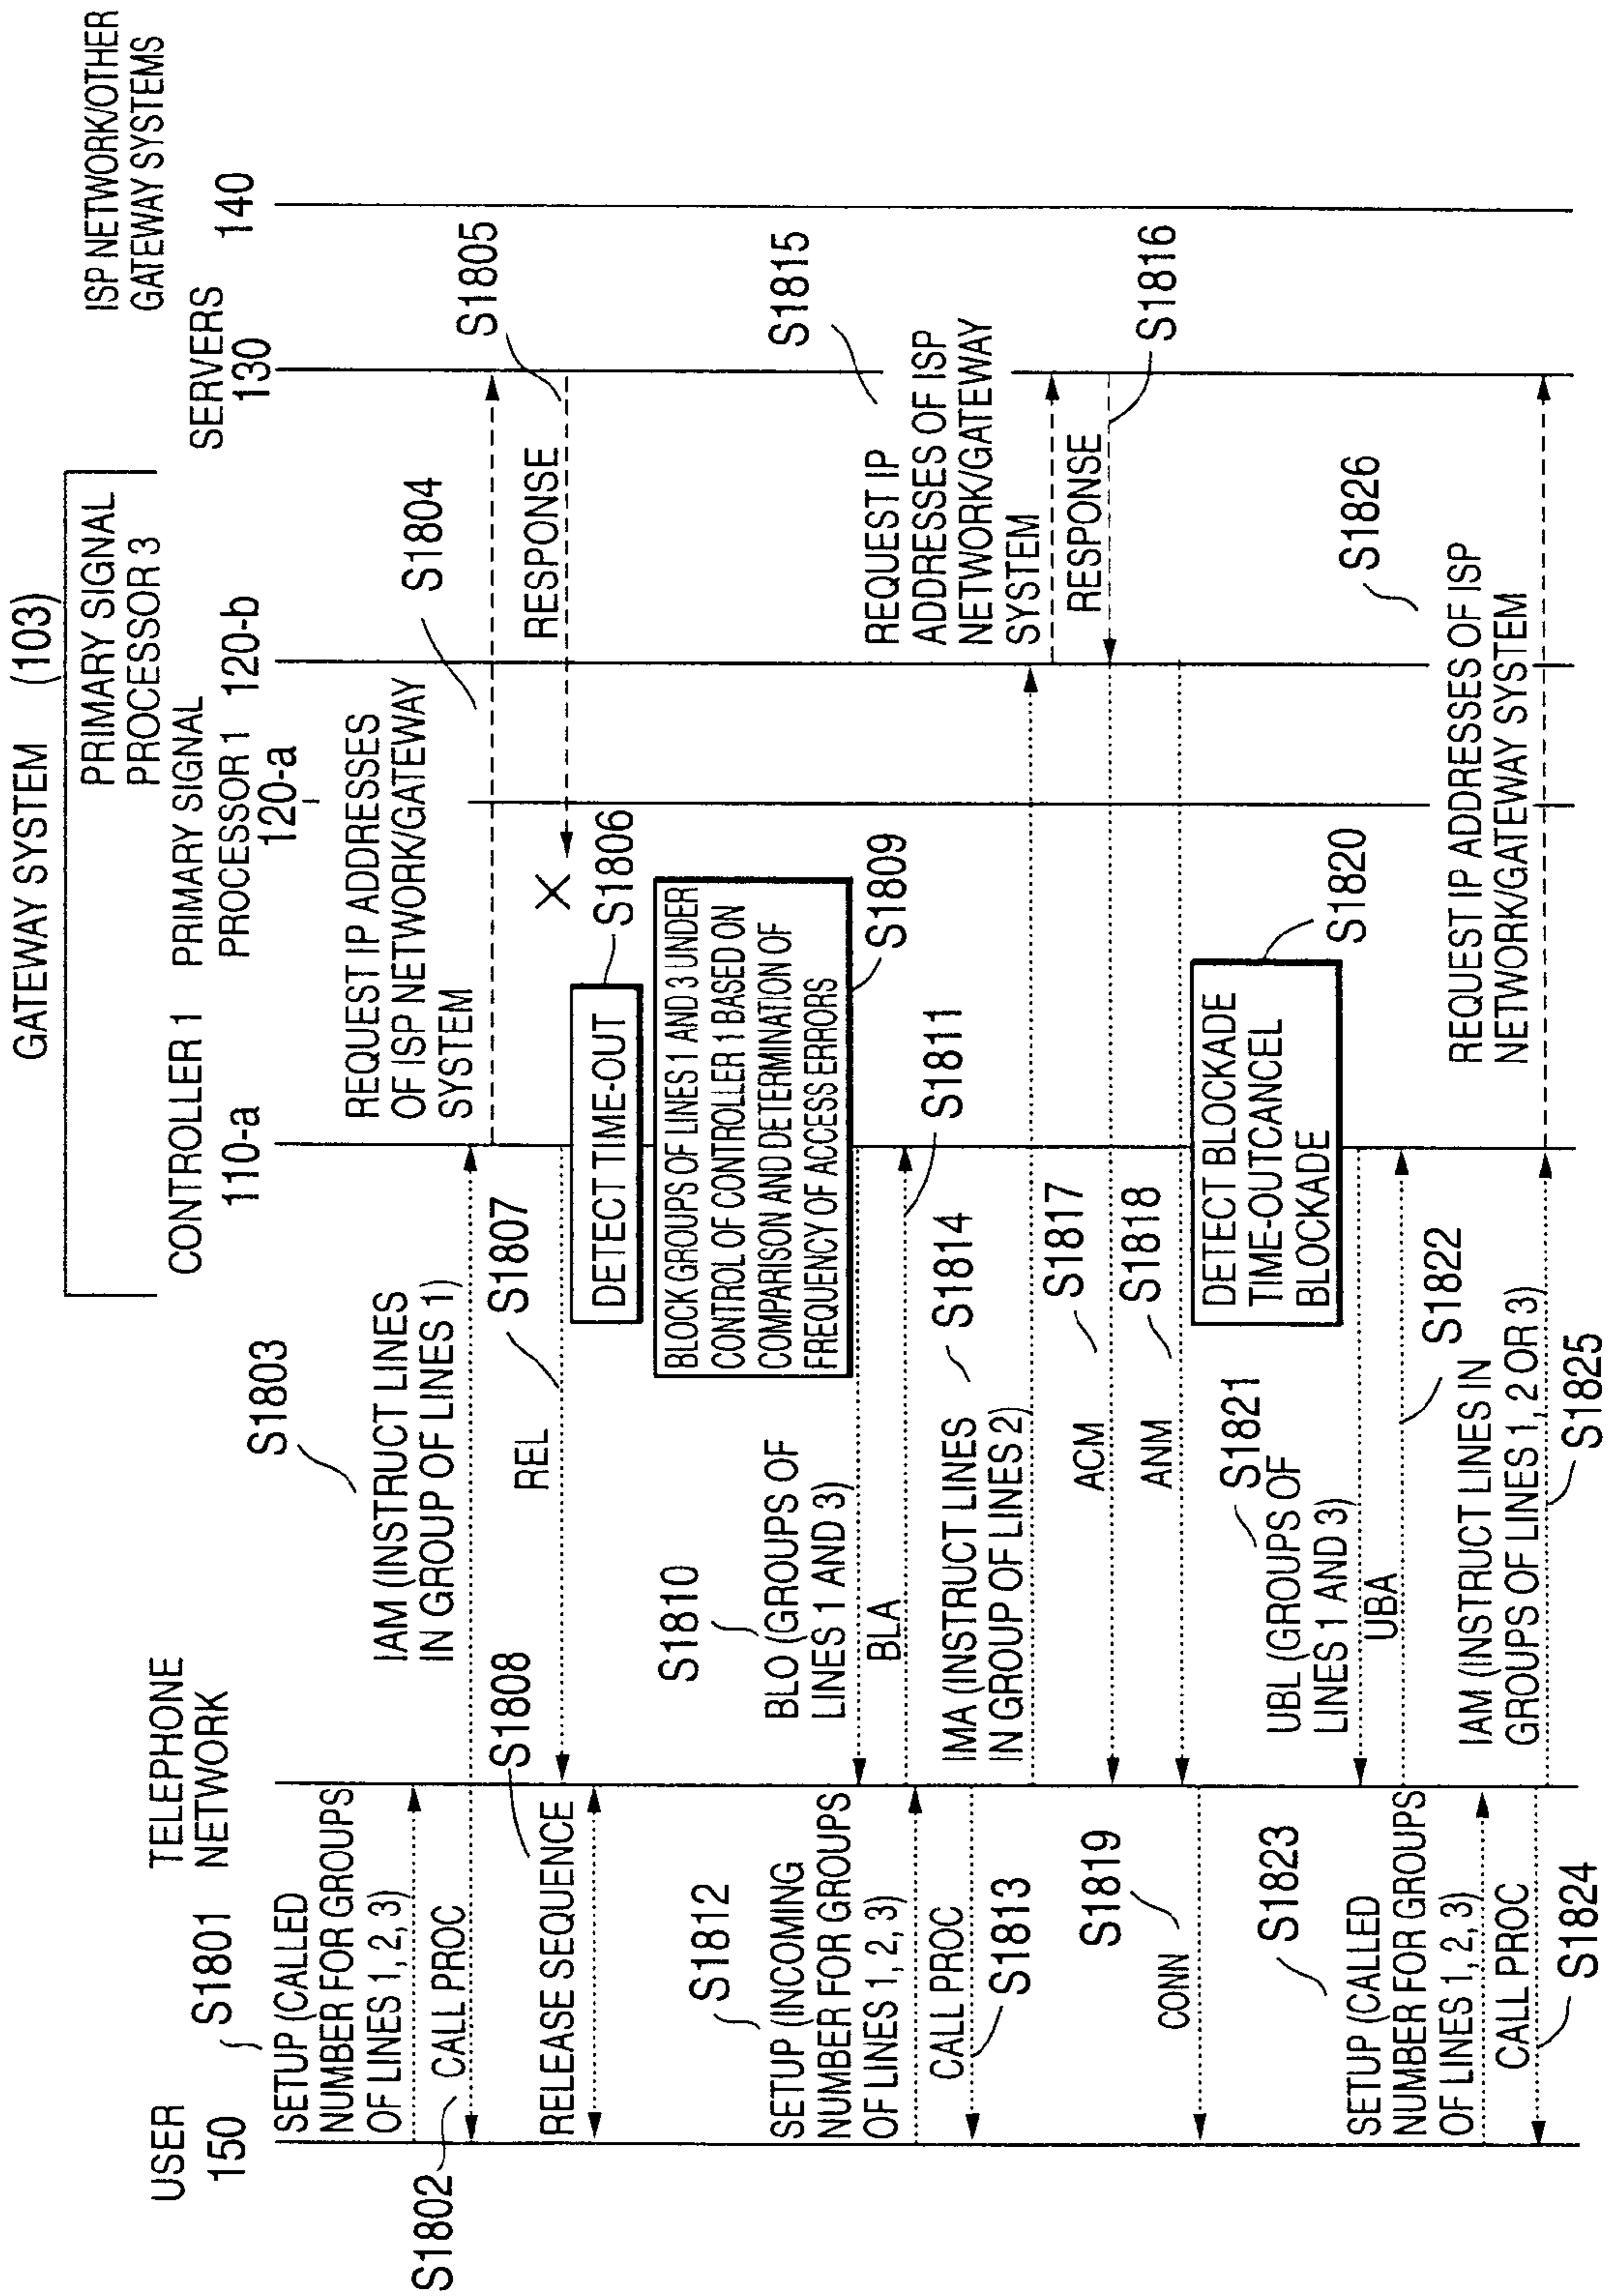 GATEWAY SYSTEM (103)
USER
150
TELEPHONE
NETWORK
CONTROLLER 1
110-a
PRIMARY SIGNAL
PROCESSOR 1
120-a
PRIMARY SIGNAL
PROCESSOR 3
120-b
SERVERS
130
ISP NETWORK/OTHER
GATEWAY SYSTEMS
140
S1801
SETUP (CALLED
NUMBER FOR GROUPS
OF LINES 1, 2, 3)
S1802
CALL PROC
S1803
IAM (INSTRUCT LINES
IN GROUP OF LINES 1)
REQUEST IP ADDRESSES
OF ISP NETWORK/GATEWAY
SYSTEM
S1804
S1805
RESPONSE
X
S1806
DETECT TIME-OUT
S1807
REL
S1808
RELEASE SEQUENCE
S1809
BLOCK GROUPS OF LINES 1 AND 3 UNDER
CONTROL OF CONTROLLER 1 BASED ON
COMPARISON AND DETERMINATION OF
FREQUENCY OF ACCESS ERRORS
S1810
BLO (GROUPS OF
LINES 1 AND 3)
BLA
S1811
S1812
SETUP (INCOMING
NUMBER FOR GROUPS
OF LINES 1, 2, 3)
CALL PROC
S1813
S1814
IMA (INSTRUCT LINES
IN GROUP OF LINES 2)
S1815
REQUEST IP
ADDRESSES OF ISP
NETWORK/GATEWAY
SYSTEM
RESPONSE
S1816
S1817
ACM
S1818
ANM
S1819
CONN
S1820
DETECT BLOCKADE
TIME-OUTCANCEL
BLOCKADE
S1821
UBL (GROUPS OF
LINES 1 AND 3)
UBA
S1822
S1823
SETUP (CALLED
NUMBER FOR GROUPS
OF LINES 1, 2, 3)
CALL PROC
S1824
IAM (INSTRUCT LINES IN
GROUPS OF LINES 1, 2 OR 3)
S1825
S1826
REQUEST IP ADDRESSES OF ISP
NETWORK/GATEWAY SYSTEM